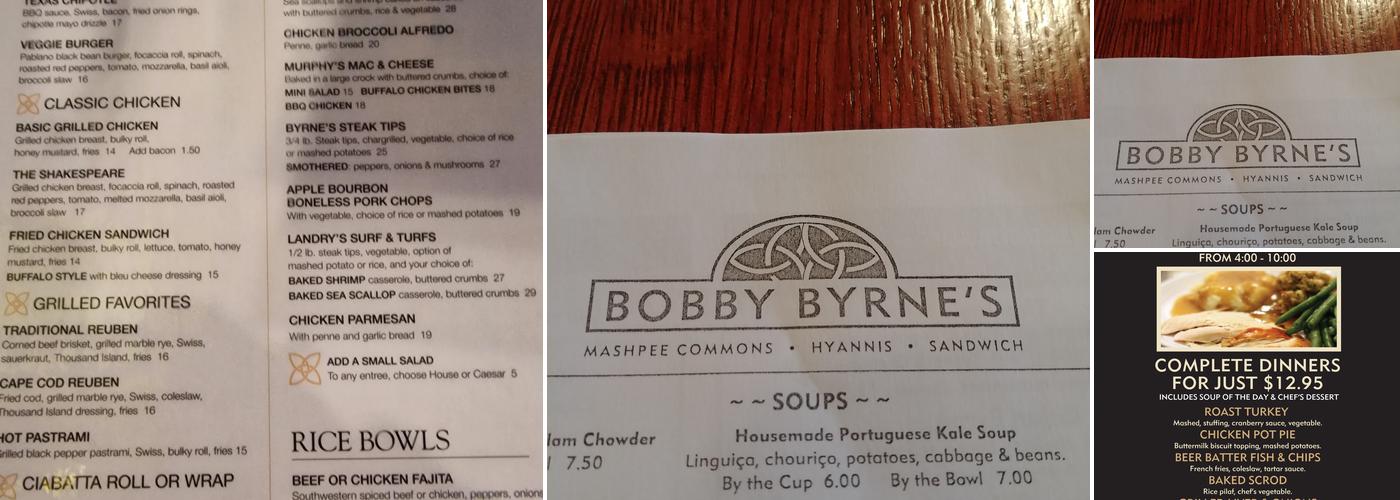 TEXAS CHIPOTLE
BBQ sauce, Swiss, bacon, fried onion rings,
chipotle mayo drizzle 17
VEGGIE BURGER
Pablano black bean burger, focaccia roll, spinach,
roasted red peppers, tomato, mozzarella, basil aioli,
broccoli slaw 16
CLASSIC CHICKEN
BASIC GRILLED CHICKEN
Grilled chicken breast, bulky roll,
honey mustard, fries 14 Add bacon 1.50
THE SHAKESPEARE
Grilled chicken breast, focaccia roll, spinach, roasted
red peppers, tomato, melted mozzarella, basil aioli,
broccoli slaw 17
FRIED CHICKEN SANDWICH
Fried chicken breast, bulky roll, lettuce, tomato, honey
mustard, fries 14
BUFFALO STYLE with bleu cheese dressing 15
GRILLED FAVORITES
TRADITIONAL REUBEN
Corned beef brisket, grilled marble rye, Swiss,
sauerkraut, Thousand Island, fries 16
CAPE COD REUBEN
Fried cod, grilled marble rye, Swiss, coleslaw,
Thousand Island dressing, fries 16
HOT PASTRAMI
Grilled black pepper pastrami, Swiss, bulky roll, fries 15
CIABATTA ROLL OR WRAP
with buttered crumbs, rice & vegetable 28
CHICKEN BROCCOLI ALFREDO
Penne, garlic bread 20
MURPHY'S MAC & CHEESE
Baked in a large crock with buttered crumbs, choice of:
MINI SALAD 15 BUFFALO CHICKEN BITES 18
BBQ CHICKEN 18
BYRNE'S STEAK TIPS
3/4 lb. Steak tips, chargrilled, vegetable, choice of rice
or mashed potatoes 25
SMOTHERED: peppers, onions & mushrooms 27
APPLE BOURBON
BONELESS PORK CHOPS
With vegetable, choice of rice or mashed potatoes 19
LANDRY'S SURF & TURFS
1/2 lb. steak tips, vegetable, option of
mashed potato or rice, and your choice of:
BAKED SHRIMP casserole, buttered crumbs 27
BAKED SEA SCALLOP casserole, buttered crumbs 29
CHICKEN PARMESAN
With penne and garlic bread 19
ADD A SMALL SALAD
To any entree, choose House or Caesar 5
RICE BOWLS
BEEF OR CHICKEN FAJITA
Southwestern spiced beef or chicken, peppers, onions
BOBBY BYRNE'S
MASHPEE COMMONS • HYANNIS • SANDWICH
~ ~ SOUPS ~ ~
lam Chowder
7.50
Housemade Portuguese Kale Soup
Linguiça, chouriço, potatoes, cabbage & beans.
By the Cup 6.00 By the Bowl 7.00
BOBBY BYRNE'S
MASHPEE COMMONS • HYANNIS • SANDWICH
~ ~ SOUPS ~ ~
lam Chowder
7.50
Housemade Portuguese Kale Soup
Linguiça, chouriço, potatoes, cabbage & beans.
FROM 4:00 - 10:00
COMPLETE DINNERS
FOR JUST $12.95
INCLUDES SOUP OF THE DAY & CHEF'S DESSERT
ROAST TURKEY
Mashed, stuffing, cranberry sauce, vegetable.
CHICKEN POT PIE
Buttermilk biscuit topping, mashed potatoes.
BEER BATTER FISH & CHIPS
French fries, coleslaw, tartar sauce.
BAKED SCROD
Rice pilaf, chef's vegetable.